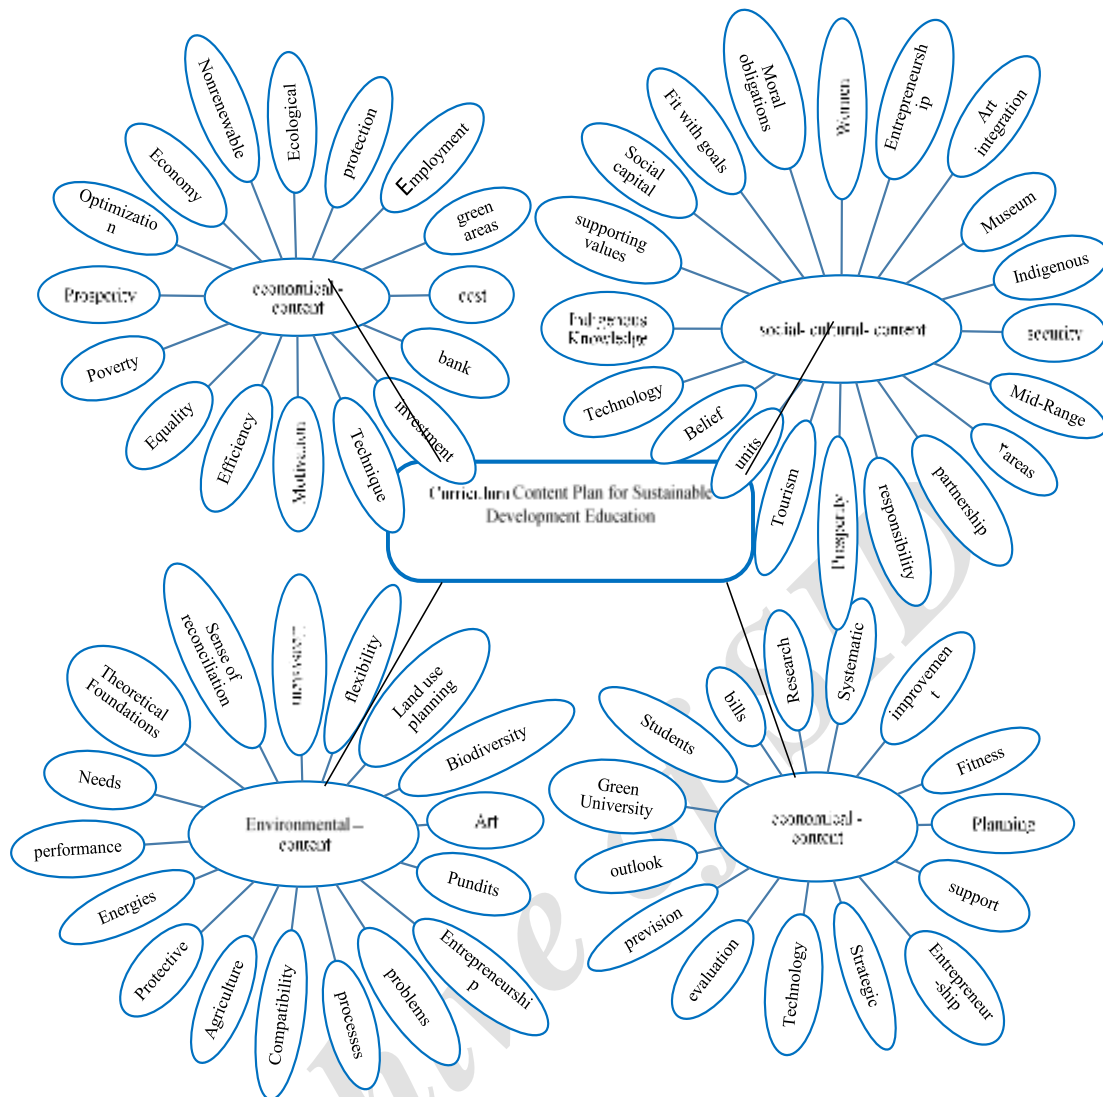 Nonrenewable
Ecological
protection
Employment
green
areas
cost
bank
investment
Technique
Motivation
Efficiency
Equality
Poverty
Prosperity
Optimizatio
n
Economy
economical -
content
Moral
obligations
Women
Entrepreneursh
ip
Art
integration
Museum
Indigenous
security
Mid-Range
areas
partnership
responsibility
Prosperity
Tourism
units
Belief
Technology
Indigenous
Knowledge
supporting
values
Social
capital
Fit with goals
social- cultural- content
Curriculum Content Plan for Sustainable
Development Education
Sense of
reconciliation
flexibility
Land use
planning
Biodiversity
Art
Pundits
Entrepreneurshi
p
problems
processes
Compatibility
Agriculture
Protective
Energies
performance
Needs
Theoretical
Foundations
Environmental –
content
bills
Research
Systematic
improvemen
t
Fitness
Planning
support
Entrepreneur
-ship
Strategic
Technology
evaluation
prevision
outlook
Green
University
Students
economical -
content